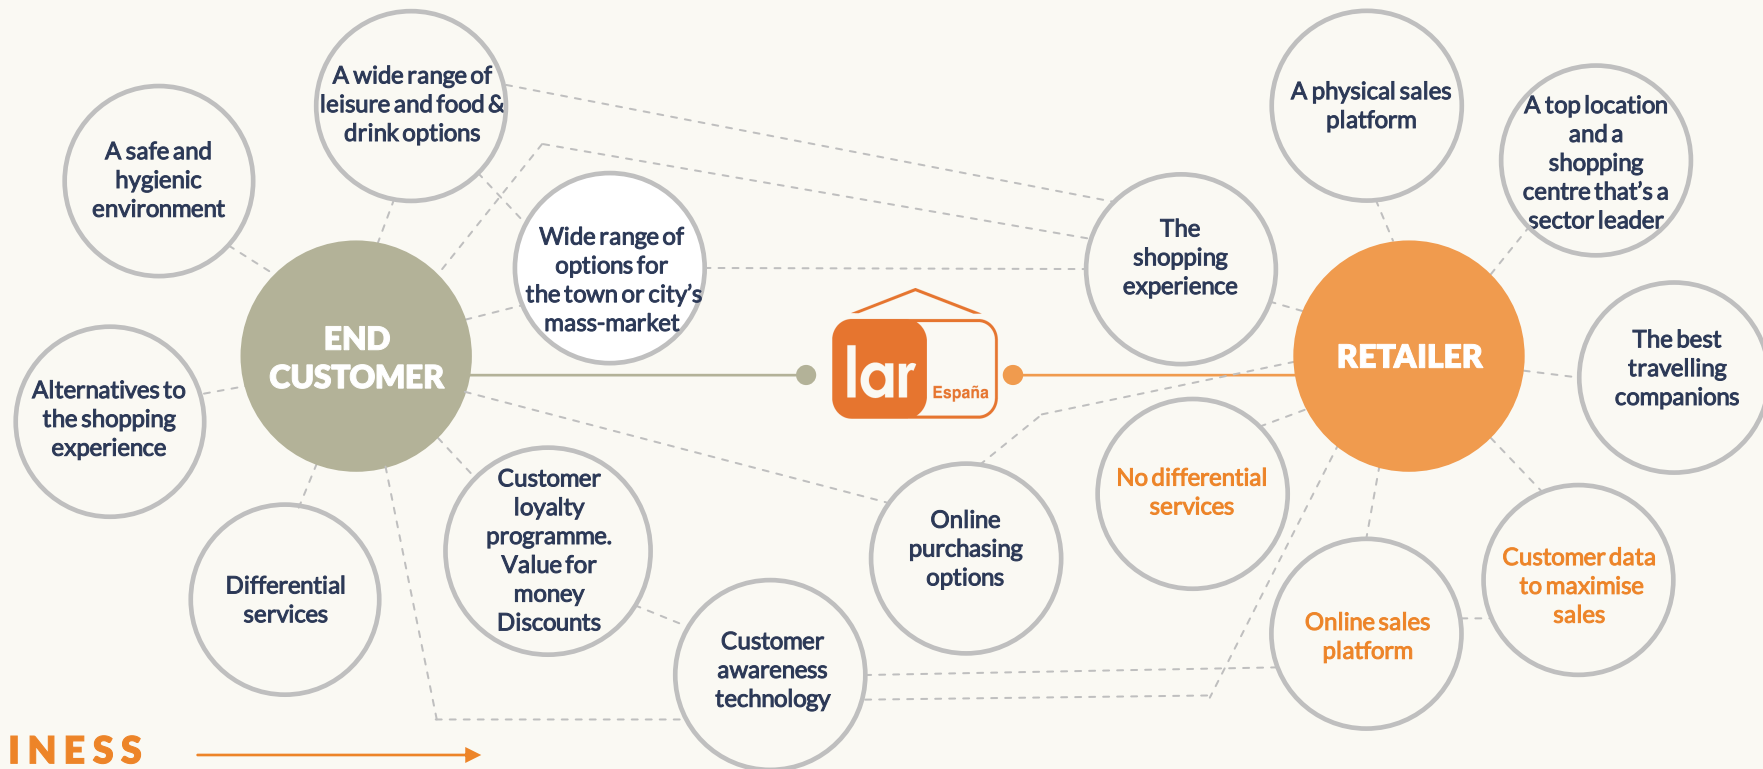 A wide range of
leisure and food &
drink options
A safe and
hygienic
environment
Wide range of
options for
the town or city's
mass-market
END
CUSTOMER
Alternatives to
the shopping
experience
Differential
services
Customer
loyalty
programme.
Value for
money
Discounts
Customer
awareness
technology
lar
España
Online
purchasing
options
The
shopping
experience
A physical sales
platform
A top location
and a
shopping
centre that's a
sector leader
RETAILER
The best
travelling
companions
No differential
services
Online sales
platform
Customer data
to maximise
sales
INESS